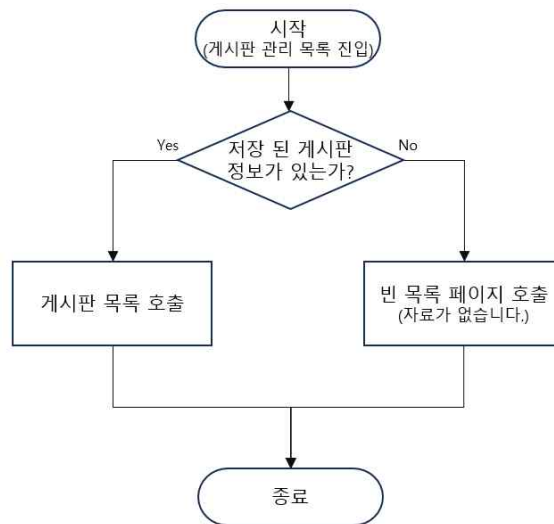 시작
(게시판 관리 목록 진입)
저장 된 게시판
정보가 있는가?
Yes
No
게시판 목록 호출
빈 목록 페이지 호출
(자료가 없습니다.)
종료